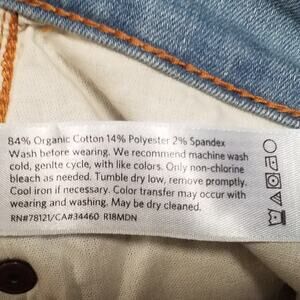 84% Organic Cotton 14% Polyester 2% Spandex
Wash before wearing. We recommend machine wash
cold, genlte cycle, with like colors. Only non-chlorine
bleach as needed. Tumble dry low, remove promptly.
Cool iron if necessary. Color transfer may occur with
wearing and washing. May be dry cleaned.
RN#78121/CA#34460 R18MDN